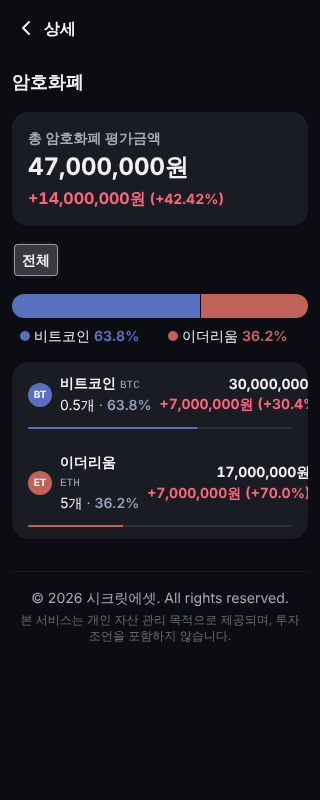 상세
암호화폐
총 암호화폐 평가금액
47,000,000원
+14,000,000원 (+42.42%)
전체
비트코인 63.8% 이더리움 36.2%
BT 비트코인 BTC 30,000,000
0.5개 · 63.8% +7,000,000원 (+30.4%
이더리움
ET ETH 17,000,000원
5개 · 36.2% +7,000,000원 (+70.0%)
© 2026 시크릿에셋. All rights reserved.
본 서비스는 개인 자산 관리 목적으로 제공되며, 투자
조언을 포함하지 않습니다.